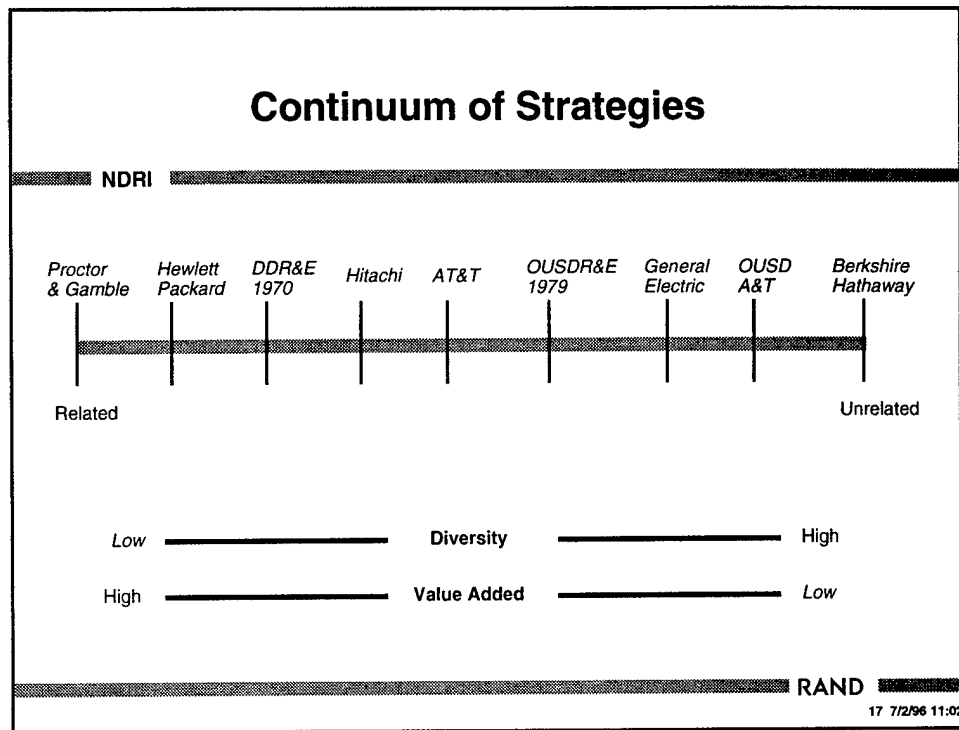 Continuum of Strategies
NDRI
Proctor
& Gamble
Hewlett
Packard
DDR&E
1970
Hitachi
AT&T
OUSDR&E
1979
General
Electric
OUSD
A&T
Berkshire
Hathaway
Related
Unrelated
Low
Diversity
High
High
Value Added
Low
RAND
17 7/2/96 11:02